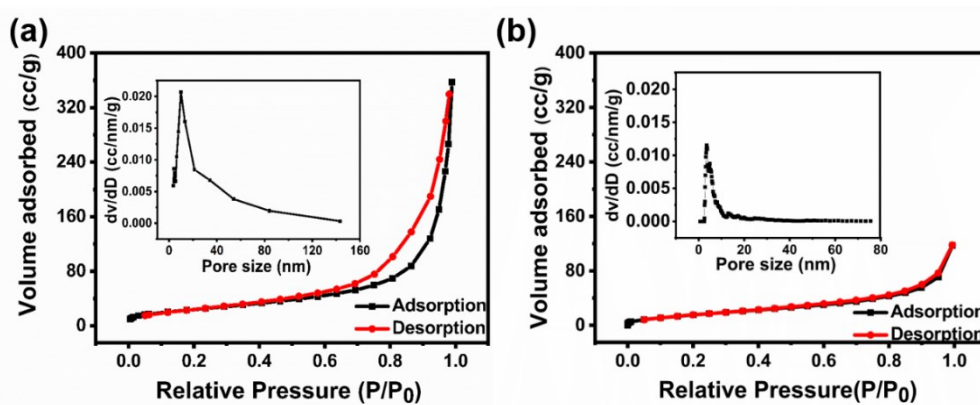 (a)
Volume adsorbed (cc/g)
400
320
240
160
80
0
0.0 0.2 0.4 0.6 0.8 1.0
Relative Pressure (P/P0)
Adsorption
Desorption
dv/dD (cc/nm/g)
0.020
0.015
0.010
0.005
0.000
0 40 80 120 160
Pore size (nm)
(b)
Volume adsorbed (cc/g)
400
320
240
160
80
0
0.0 0.2 0.4 0.6 0.8 1.0
Relative Pressure(P/P0)
Adsorption
Desorption
dv/dD (cc/nm/g)
0.020
0.015
0.010
0.005
0.000
0 20 40 60 80
Pore size (nm)